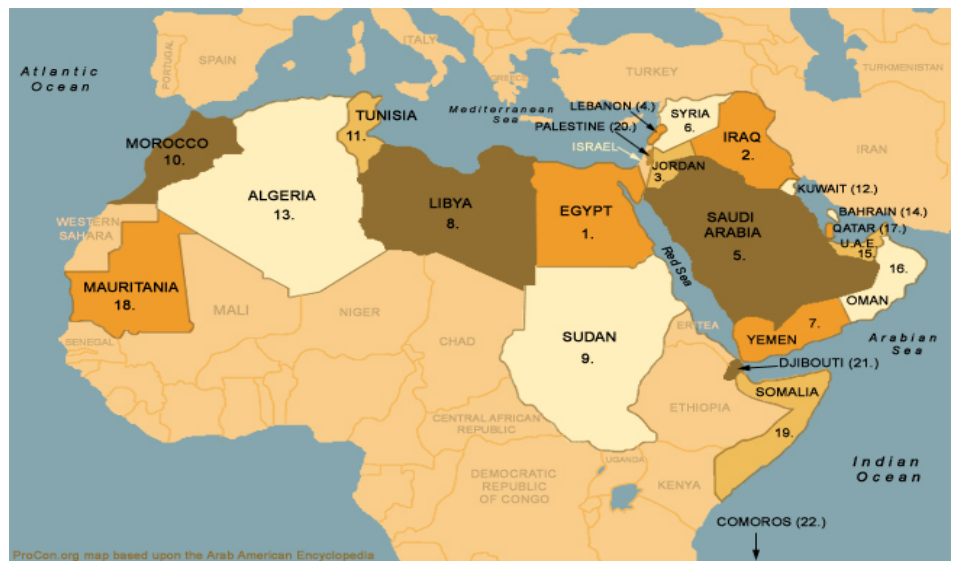 Atlantic
Ocean
PORTUGAL
SPAIN
ITALY
GREECE
TURKEY
TURKMENISTAN
Mediterranean
Sea
LEBANON (4.)
SYRIA
6.
PALESTINE (20.)
ISRAEL
JORDAN
3.
IRAQ
2.
IRAN
TUNISIA
11.
MOROCCO
10.
ALGERIA
13.
LIBYA
8.
EGYPT
1.
SAUDI
ARABIA
5.
KUWAIT (12.)
BAHRAIN (14.)
QATAR (17.)
U.A.E.
15.
16.
OMAN
WESTERN
SAHARA
MAURITANIA
18.
MALI
NIGER
CHAD
SUDAN
9.
Red Sea
ERITEA
YEMEN
7.
Arabian
Sea
SENEGAL
DJIBOUTI (21.)
SOMALIA
19.
ETHIOPIA
CENTRAL AFRICAN
REPUBLIC
UGANDA
KENYA
DEMOCRATIC
REPUBLIC
OF CONGO
Indian
Ocean
COMOROS (22.)
ProCon.org map based upon the Arab American Encyclopedia